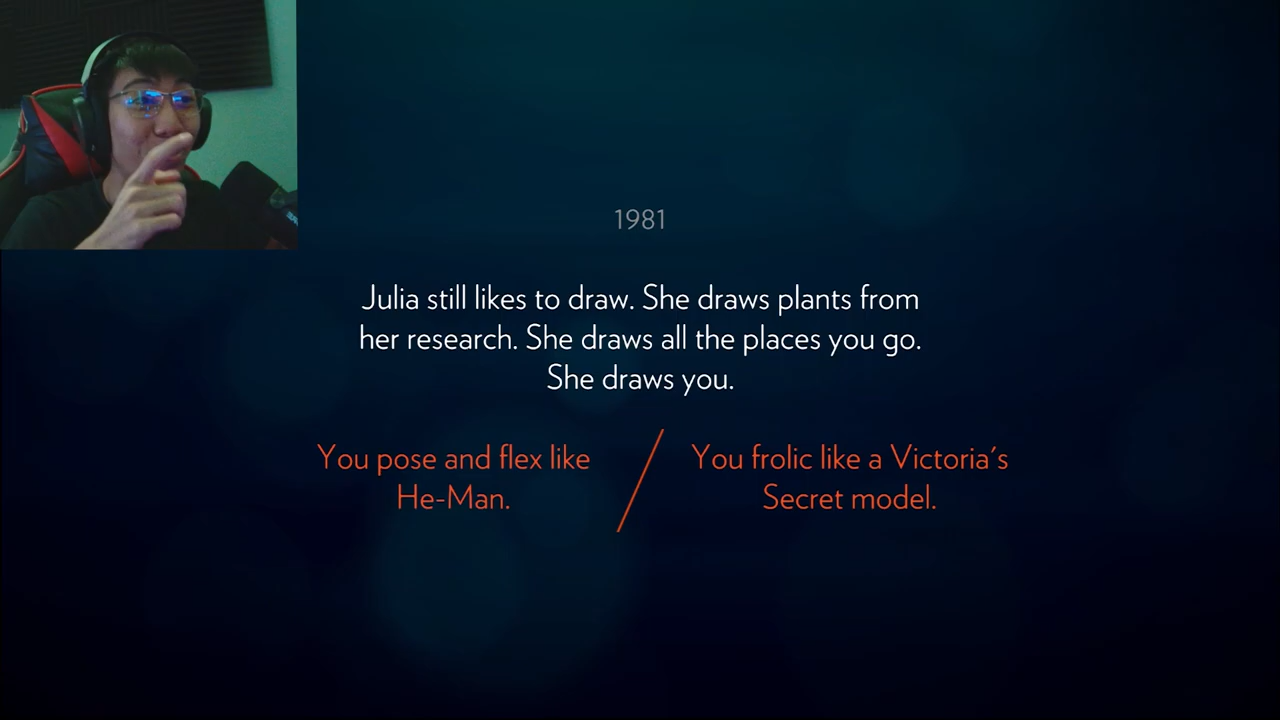 1981
Julia still likes to draw. She draws plants from
her research. She draws all the places you go.
She draws you.
You pose and flex like
He-Man.
You frolic like a Victoria's
Secret model.